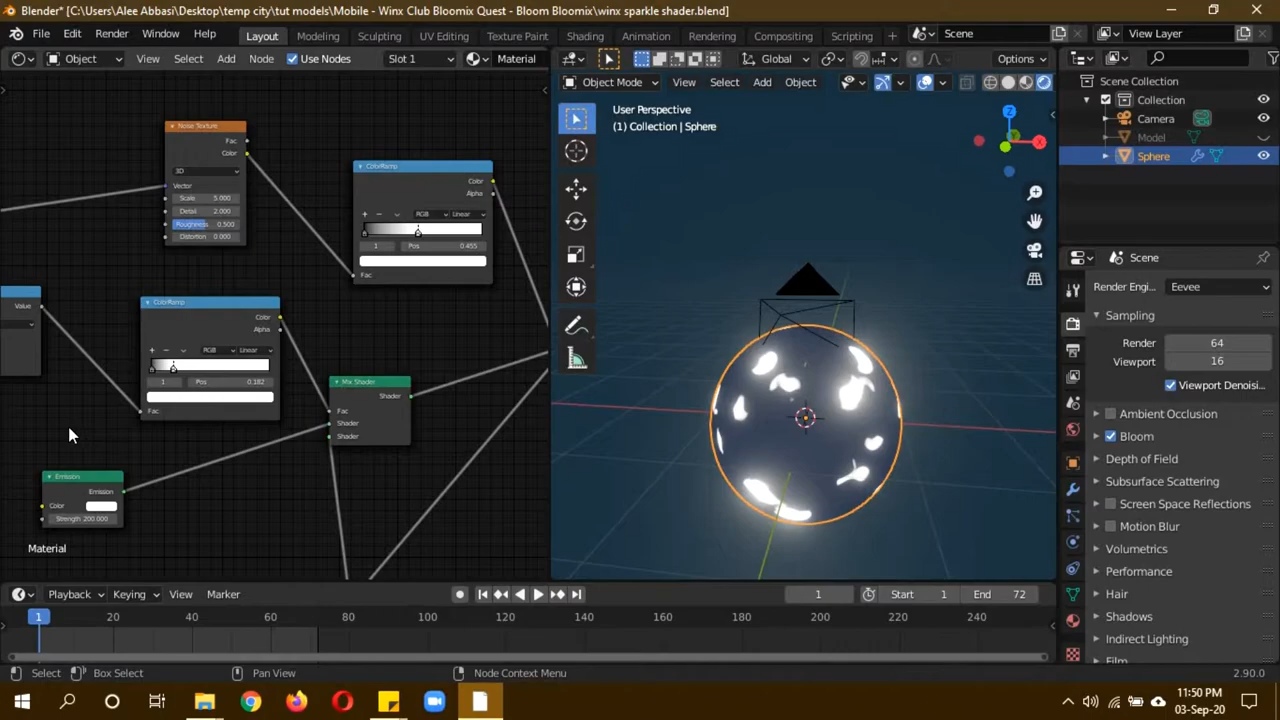 Blender* [C:\Users\Alee Abbasi\Desktop\temp city\tut models\Mobile - Winx Club Bloomix Quest - Bloom Bloomix\winx sparkle shader.blend]
File Edit Render Window Help Layout Modeling Sculpting UV Editing Texture Paint Shading Animation Rendering Compositing Scripting Scene View Layer
Object View Select Add Node Use Nodes Slot 1 Material Global Options
Object Mode View Select Add Object
User Perspective
(1) Collection | Sphere
Scene Collection
Collection
Camera
Model
Sphere
Noise Texture
Fac
Color
3D
Vector
Scale 5.000
Detail 2.000
Roughness 0.500
Distortion 0.000
ColorRamp
Color
Alpha
RGB Linear
1 Pos 0.455
Fac
Value
ColorRamp
Color
Alpha
RGB Linear
1 Pos 0.182
Fac
Mix Shader
Shader
Fac
Shader
Shader
Emission
Emission
Color
Strength 200.000
Material
X
Z
Scene
Render Engi... Eevee
Sampling
Render 64
Viewport 16
Viewport Denoisi...
Ambient Occlusion
Bloom
Depth of Field
Subsurface Scattering
Screen Space Reflections
Motion Blur
Volumetrics
Performance
Hair
Shadows
Indirect Lighting
Film
Playback Keying View Marker 1 Start 1 End 72
1 20 40 60 80 100 120 140 160 180 200 220 240
Select Box Select Pan View Node Context Menu 2.90.0
11:50 PM
03-Sep-20